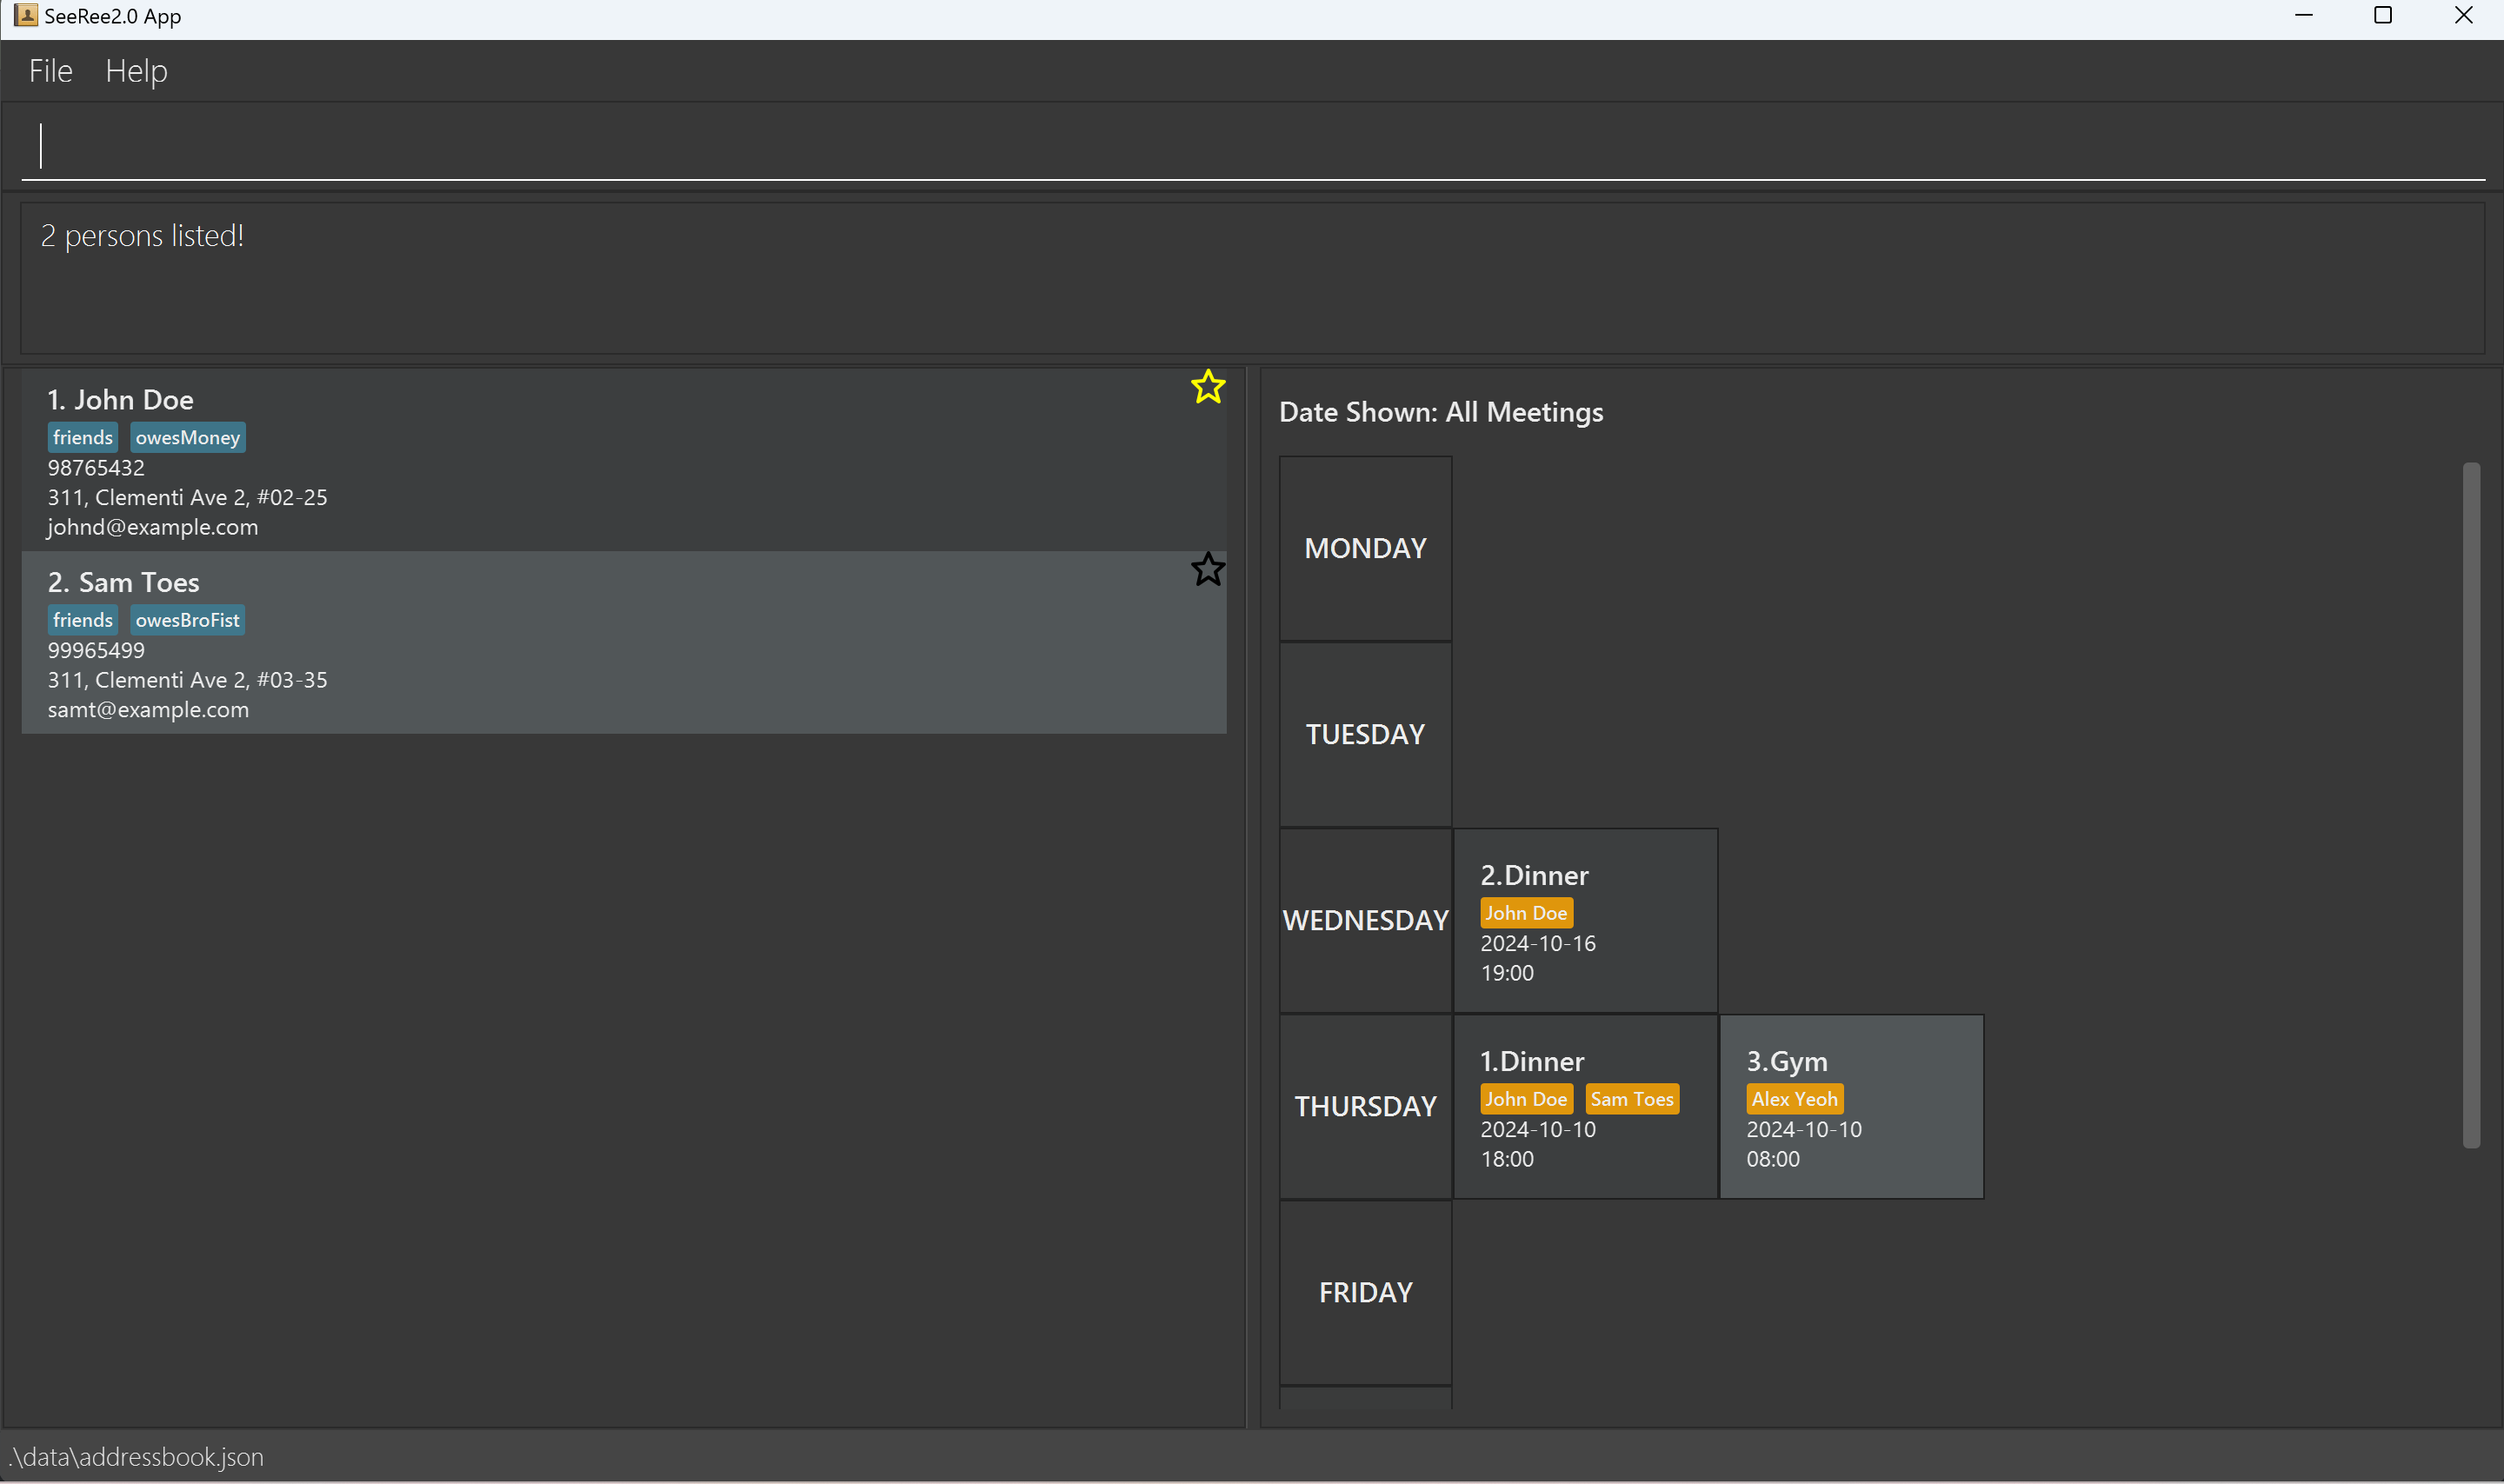 SeeRee2.0 App
File Help
2 persons listed!
1. John Doe
friends owesMoney
98765432
311, Clementi Ave 2, #02-25
johnd@example.com
2. Sam Toes
friends owesBroFist
99965499
311, Clementi Ave 2, #03-35
samt@example.com
Date Shown: All Meetings
MONDAY
TUESDAY
WEDNESDAY
2.Dinner
John Doe
2024-10-16
19:00
THURSDAY
1.Dinner
John Doe Sam Toes
2024-10-10
18:00
3.Gym
Alex Yeoh
2024-10-10
08:00
FRIDAY
.\data\addressbook.json